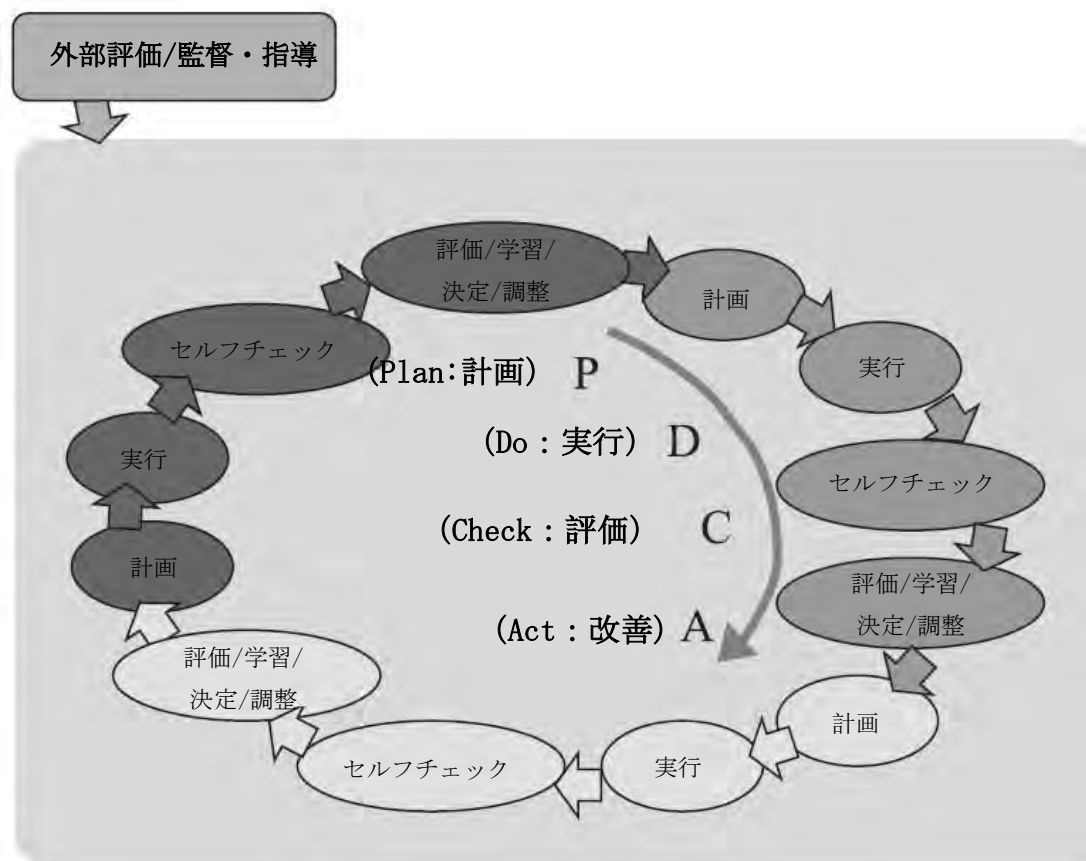 外部評価/監督・指導
評価/学習/
決定/調整
計画
実行
セルフチェック
評価/学習/
決定/調整
計画
実行
セルフチェック
評価/学習/
決定/調整
計画
実行
セルフチェック
(Plan:計画) P
(Do:実行) D
(Check:評価) C
(Act:改善) A